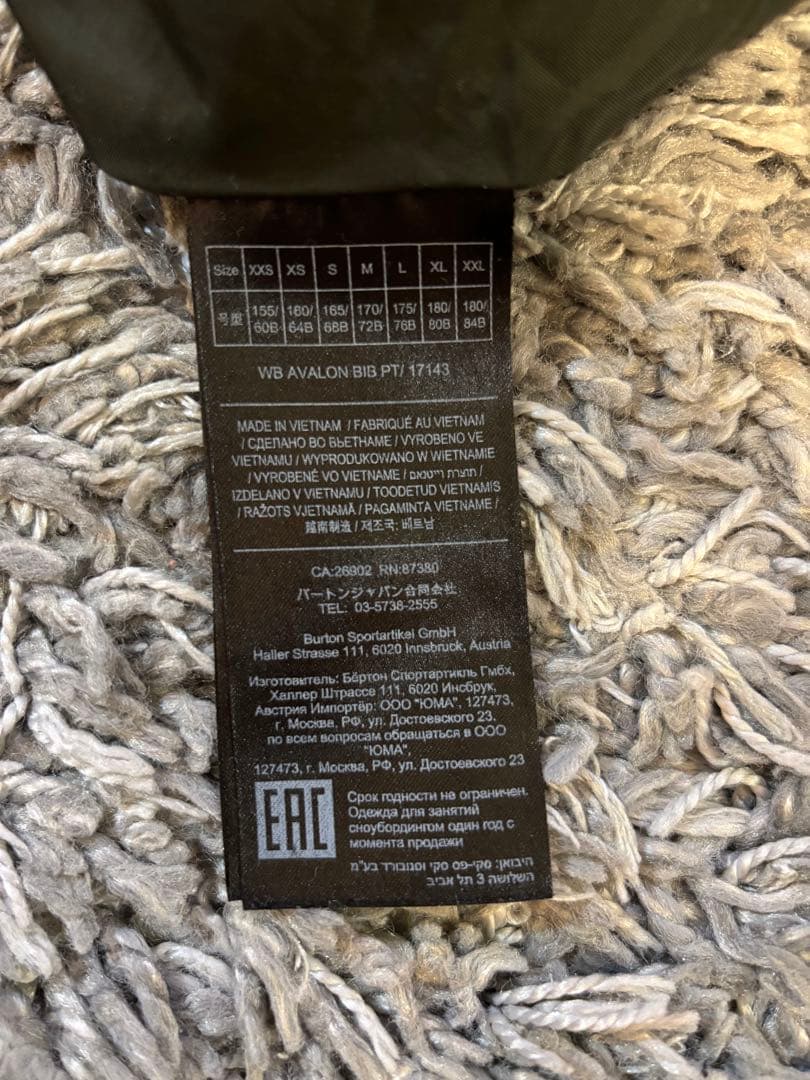 Size XXS XS S M L XL XXL
号型 155/ 160/ 165/ 170/ 175/ 180/ 180/
60B 64B 68B 72B 76B 80B 84B
WB AVALON BIB PT/ 17143
MADE IN VIETNAM / FABRIQUÉ AU VIETNAM
/ СДЕЛАНО ВО ВЬЕТНАМЕ / VYROBENO VE
VIETNAMU / WYPRODUKOWANO W WIETNAMIE
/ VYROBENÉ VO VIETNAME / תוצרת וייטנאם /
IZDELANO V VIETNAMU / TOODETUD VIETNAMIS
/ RAŽOTS VJETNAMĀ / PAGAMINTA VIETNAME /
越南制造 / 제조국: 베트남
CA:26902 RN:87380
バートンジャパン合同会社
TEL: 03-5738-2555
Burton Sportartikel GmbH
Haller Strasse 111, 6020 Innsbruck, Austria
Изготовитель: Бёртон Спортартикль Гмбх,
Халлер Штрассе 111, 6020 Инсбрук,
Австрия Импортёр: ООО "ЮМА", 127473,
г. Москва, РФ, ул. Достоевского 23.
по всем вопросам обращаться в ООО
"ЮМА",
127473, г. Москва, РФ, ул. Достоевского 23
EAC
Срок годности не ограничен.
Одежда для занятий
сноубордингом один год с
момента продажи
היבואן: סקי-פס סקי וסנובורד בע"מ
השלושה 3 תל אביב